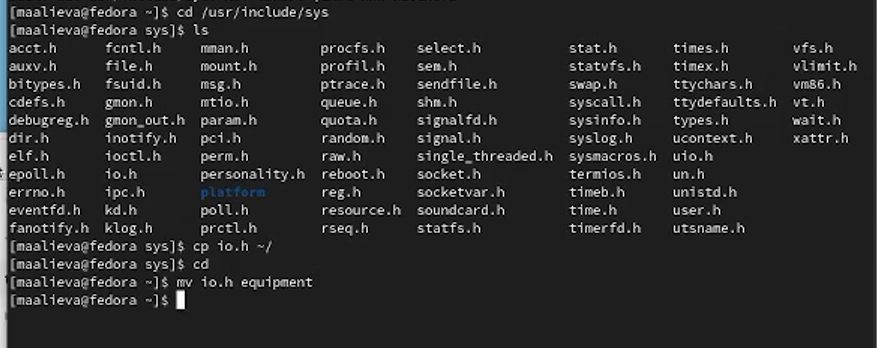 [maalieva@fedora ~]$ cd /usr/include/sys
[maalieva@fedora sys]$ ls
acct.h fcntl.h mman.h procfs.h select.h stat.h times.h vfs.h
auxv.h file.h mount.h profil.h sem.h statvfs.h timex.h vlimit.h
bitypes.h fsuid.h msg.h ptrace.h sendfile.h swap.h ttychars.h vm86.h
cdefs.h gmon.h mtio.h queue.h shm.h syscall.h ttydefaults.h vt.h
debugreg.h gmon_out.h param.h quota.h signalfd.h sysinfo.h types.h wait.h
dir.h inotify.h pci.h random.h signal.h syslog.h ucontext.h xattr.h
elf.h ioctl.h perm.h raw.h single_threaded.h sysmacros.h uio.h
epoll.h io.h personality.h reboot.h socket.h termios.h un.h
errno.h ipc.h platform reg.h socketvar.h timeb.h unistd.h
eventfd.h kd.h poll.h resource.h soundcard.h time.h user.h
fanotify.h klog.h prctl.h rseq.h statfs.h timerfd.h utsname.h
[maalieva@fedora sys]$ cp io.h ~/
[maalieva@fedora sys]$ cd
[maalieva@fedora ~]$ mv io.h equipment
[maalieva@fedora ~]$